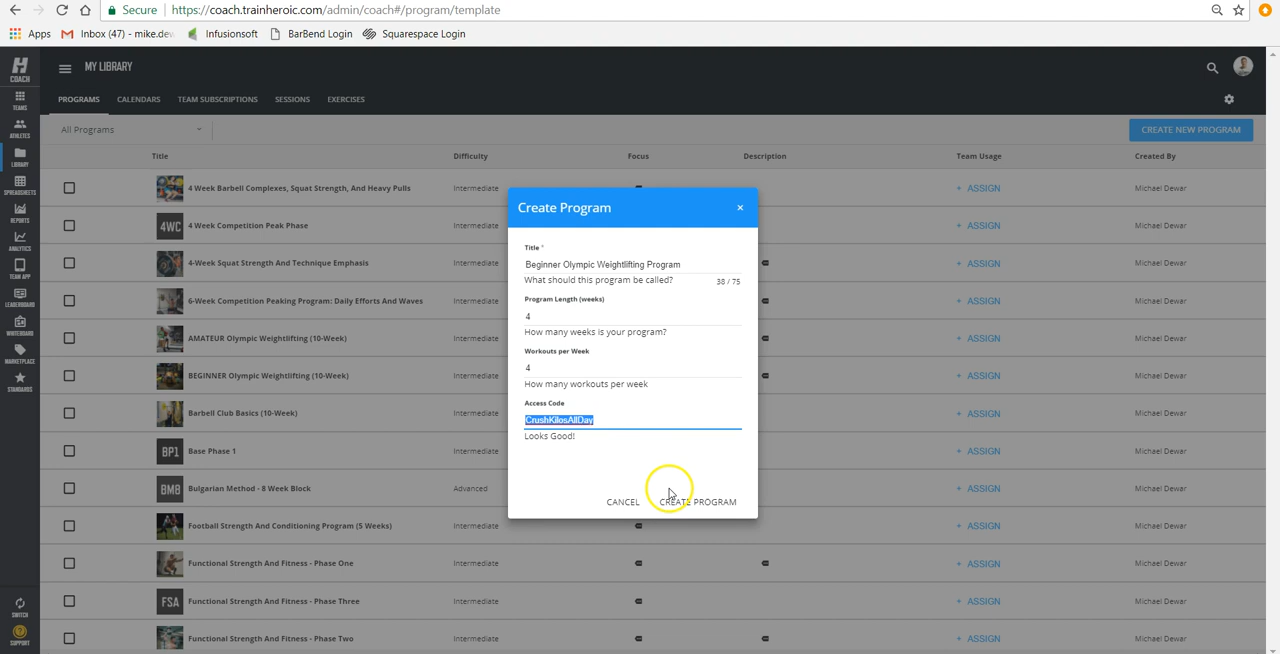 Secure https://coach.trainheroic.com/admin/coach#/program/template
Apps Inbox (47) - mike.dew Infusionsoft BarBend Login Squarespace Login
H COACH MY LIBRARY
TEAMS PROGRAMS CALENDARS TEAM SUBSCRIPTIONS SESSIONS EXERCISES
ATHLETES All Programs CREATE NEW PROGRAM
LIBRARY Title Difficulty Focus Description Team Usage Created By
SPREADSHEETS 4 Week Barbell Complexes, Squat Strength, And Heavy Pulls Intermediate + ASSIGN Michael Dewar
REPORTS 4WC 4 Week Competition Peak Phase Intermediate + ASSIGN Michael Dewar
ANALYTICS
TEAM APP 4-Week Squat Strength And Technique Emphasis Intermediate + ASSIGN Michael Dewar
LEADERBOARD 6-Week Competition Peaking Program: Daily Efforts And Waves Intermediate + ASSIGN Michael Dewar
WHITEBOARD AMATEUR Olympic Weightlifting (10-Week) Intermediate + ASSIGN Michael Dewar
MARKETPLACE
STANDARDS BEGINNER Olympic Weightlifting (10-Week) Intermediate + ASSIGN Michael Dewar
Barbell Club Basics (10-Week) Intermediate + ASSIGN Michael Dewar
BP1 Base Phase 1 Intermediate + ASSIGN Michael Dewar
BM8 Bulgarian Method - 8 Week Block Advanced + ASSIGN Michael Dewar
Football Strength And Conditioning Program (5 Weeks) Intermediate + ASSIGN Michael Dewar
Functional Strength And Fitness - Phase One Intermediate + ASSIGN Michael Dewar
SWITCH FSA Functional Strength And Fitness - Phase Three Intermediate + ASSIGN Michael Dewar
SUPPORT Functional Strength And Fitness - Phase Two Intermediate + ASSIGN Michael Dewar
Create Program ×
Title *
Beginner Olympic Weightlifting Program
What should this program be called? 38 / 75
Program Length (weeks)
4
How many weeks is your program?
Workouts per Week
4
How many workouts per week
Access Code
CrushKilosAllDay
Looks Good!
CANCEL CREATE PROGRAM